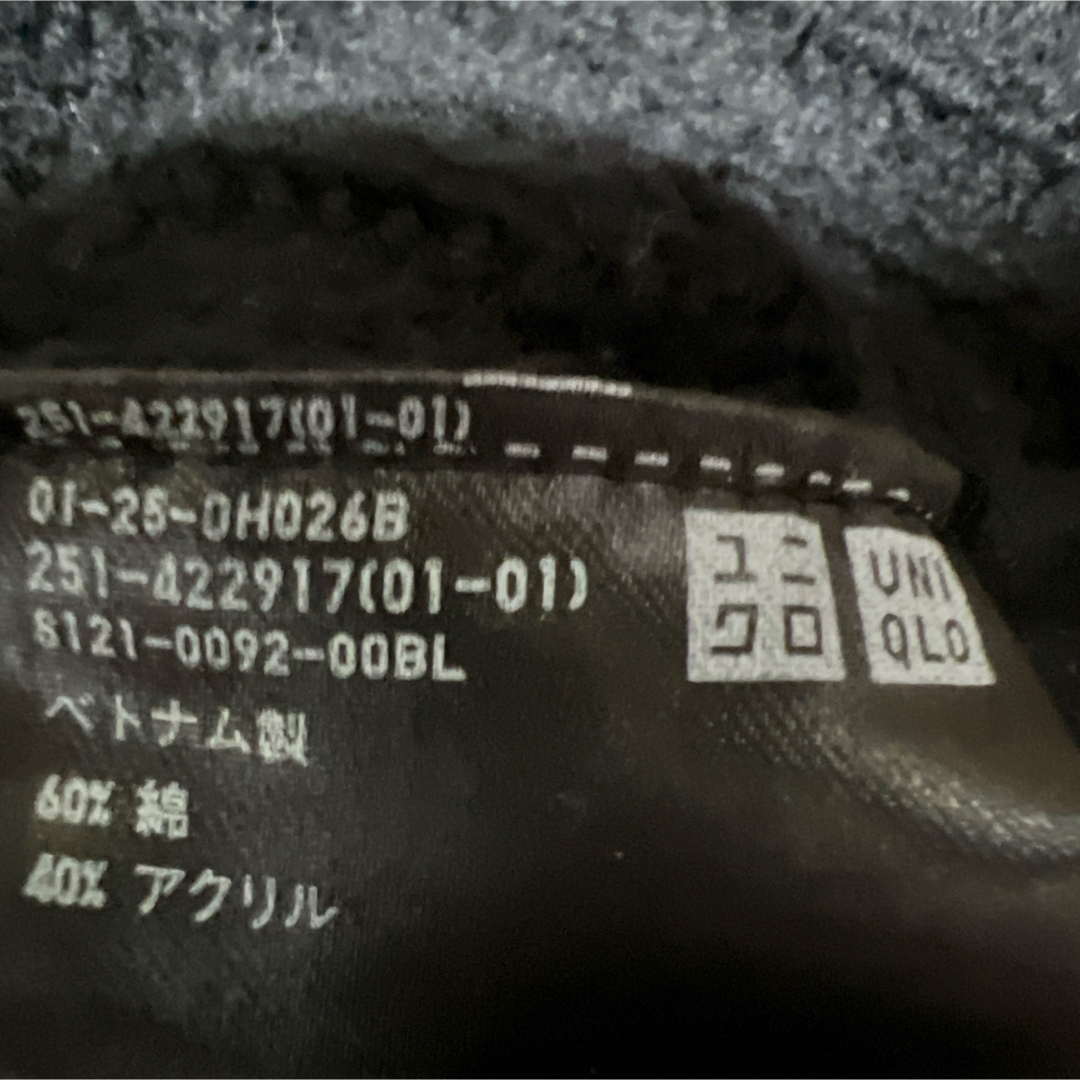 251-422917(01-01)
01-25-0H026B
251-422917(01-01)
8121-0092-00BL
ベトナム製
60% 綿
40% アクリル
ユニ
クロ
UNI
QLO